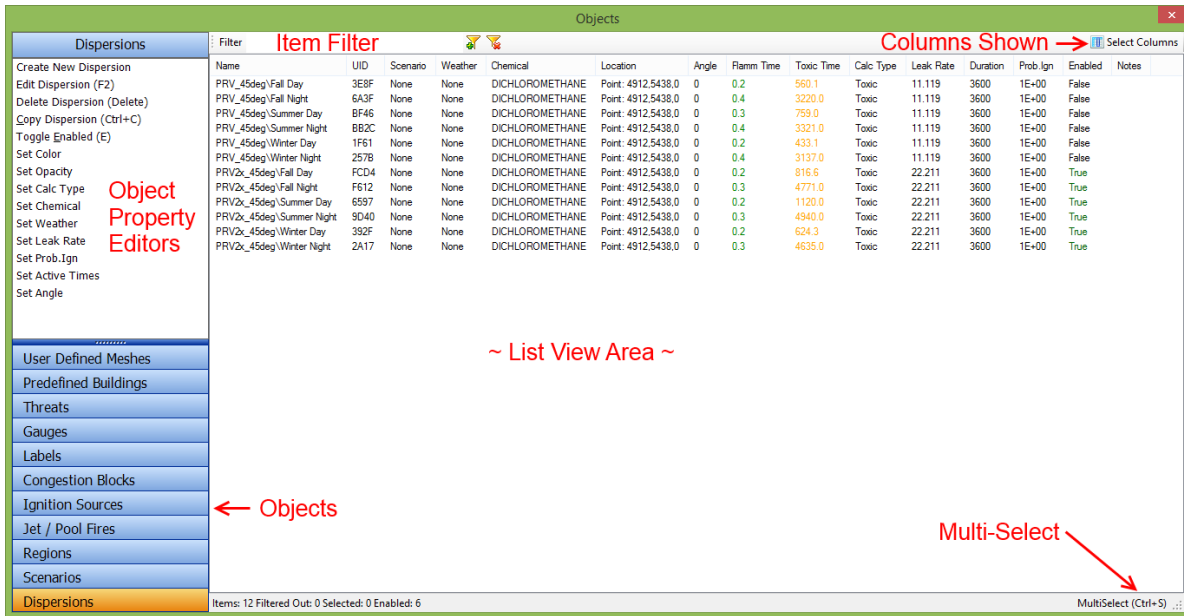 Objects
Dispersions
Filter Item Filter Columns Shown Select Columns
Create New Dispersion
Edit Dispersion (F2)
Delete Dispersion (Delete)
Copy Dispersion (Ctrl+C)
Toggle Enabled (E)
Set Color
Set Opacity
Set Calc Type
Set Chemical
Set Weather
Set Leak Rate
Set Prob.Ign
Set Active Times
Set Angle
Object
Property
Editors
Name UID Scenario Weather Chemical Location Angle Flamm Time Toxic Time Calc Type Leak Rate Duration Prob.Ign Enabled Notes
PRV_45deg\Fall Day 3E8F None None DICHLOROMETHANE Point: 4912,5438,0 0 0.2 560.1 Toxic 11.119 3600 1E+00 False
PRV_45deg\Fall Night 6A3F None None DICHLOROMETHANE Point: 4912,5438,0 0 0.4 3220.0 Toxic 11.119 3600 1E+00 False
PRV_45deg\Summer Day BF46 None None DICHLOROMETHANE Point: 4912,5438,0 0 0.3 759.0 Toxic 11.119 3600 1E+00 False
PRV_45deg\Summer Night BB2C None None DICHLOROMETHANE Point: 4912,5438,0 0 0.4 3321.0 Toxic 11.119 3600 1E+00 False
PRV_45deg\Winter Day 1F61 None None DICHLOROMETHANE Point: 4912,5438,0 0 0.2 433.1 Toxic 11.119 3600 1E+00 False
PRV_45deg\Winter Night 257B None None DICHLOROMETHANE Point: 4912,5438,0 0 0.4 3137.0 Toxic 11.119 3600 1E+00 False
PRV2x_45deg\Fall Day FCD4 None None DICHLOROMETHANE Point: 4912,5438,0 0 0.2 816.6 Toxic 22.211 3600 1E+00 True
PRV2x_45deg\Fall Night F612 None None DICHLOROMETHANE Point: 4912,5438,0 0 0.3 4771.0 Toxic 22.211 3600 1E+00 True
PRV2x_45deg\Summer Day 6597 None None DICHLOROMETHANE Point: 4912,5438,0 0 0.2 1120.0 Toxic 22.211 3600 1E+00 True
PRV2x_45deg\Summer Night 9D40 None None DICHLOROMETHANE Point: 4912,5438,0 0 0.3 4940.0 Toxic 22.211 3600 1E+00 True
PRV2x_45deg\Winter Day 392F None None DICHLOROMETHANE Point: 4912,5438,0 0 0.2 624.3 Toxic 22.211 3600 1E+00 True
PRV2x_45deg\Winter Night 2A17 None None DICHLOROMETHANE Point: 4912,5438,0 0 0.3 4635.0 Toxic 22.211 3600 1E+00 True
~ List View Area ~
User Defined Meshes
Predefined Buildings
Threats
Gauges
Labels
Congestion Blocks
Ignition Sources
Jet / Pool Fires
Regions
Scenarios
Dispersions
Objects
Multi-Select
Items: 12 Filtered Out: 0 Selected: 0 Enabled: 6 MultiSelect (Ctrl+S)